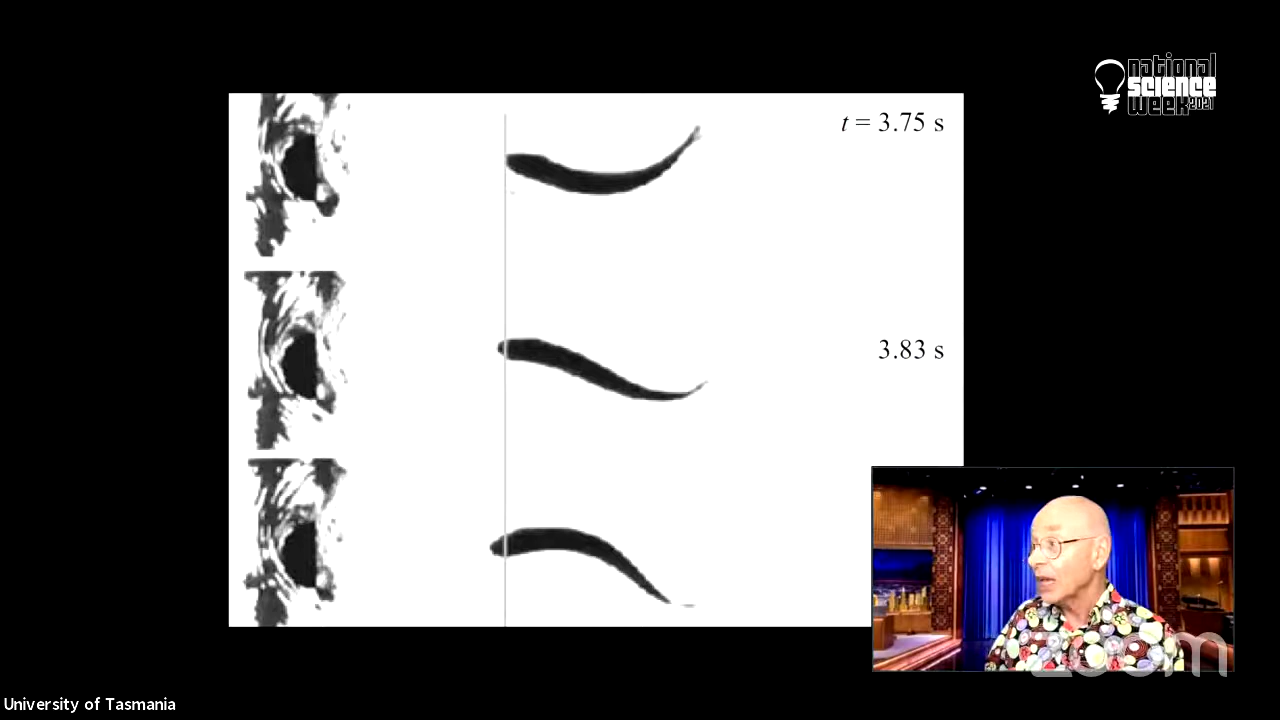 national
science
week 2021
t = 3.75 s
3.83 s
zoom
University of Tasmania